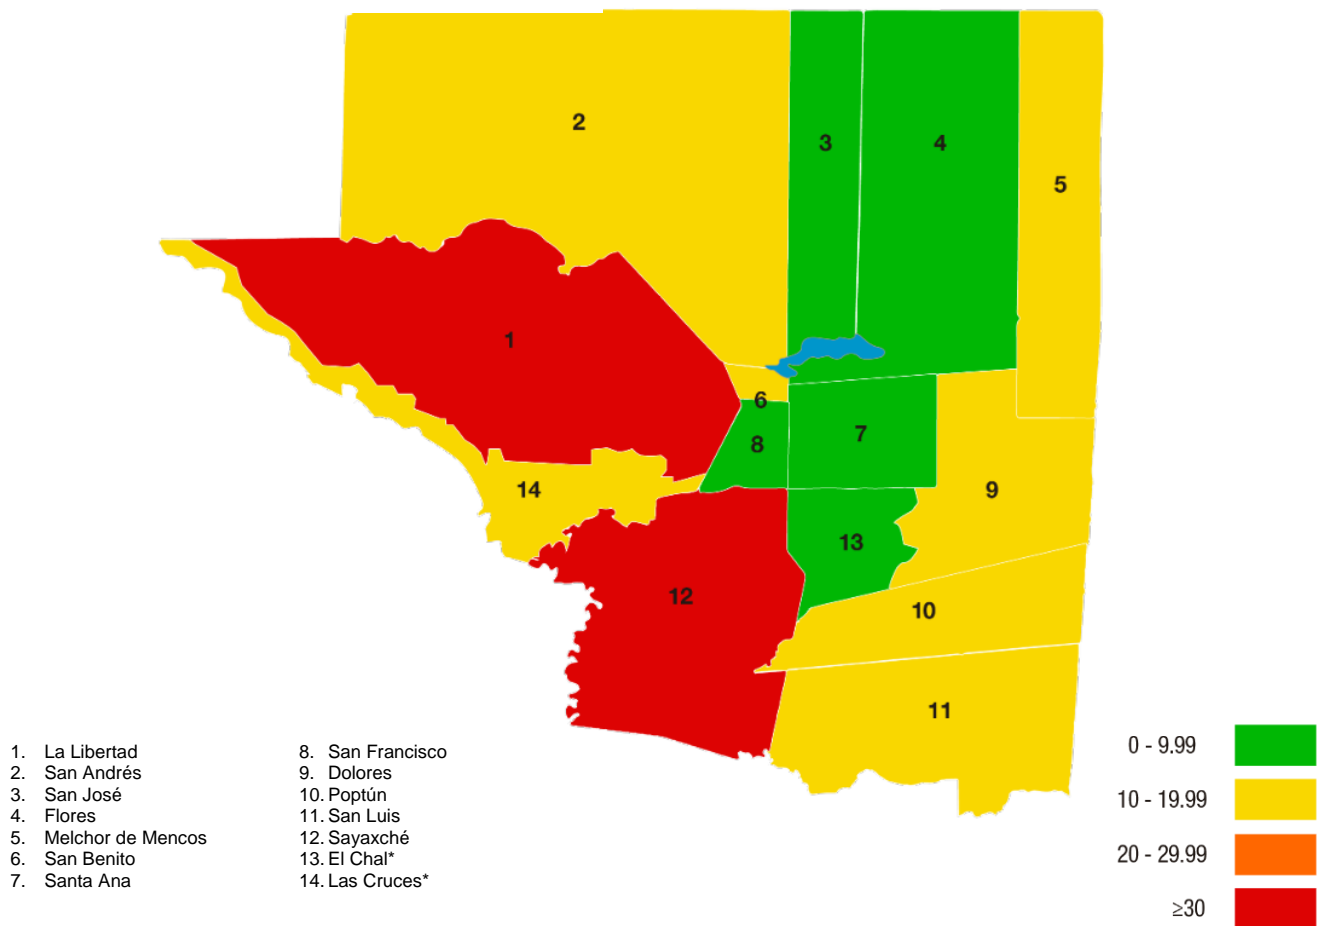 2
3
4
5
1
6
7
8
9
14
13
12
10
11
1. La Libertad
2. San Andrés
3. San José
4. Flores
5. Melchor de Mencos
6. San Benito
7. Santa Ana
8. San Francisco
9. Dolores
10. Poptún
11. San Luis
12. Sayaxché
13. El Chal*
14. Las Cruces*
0 - 9.99
10 - 19.99
20 - 29.99
≥30